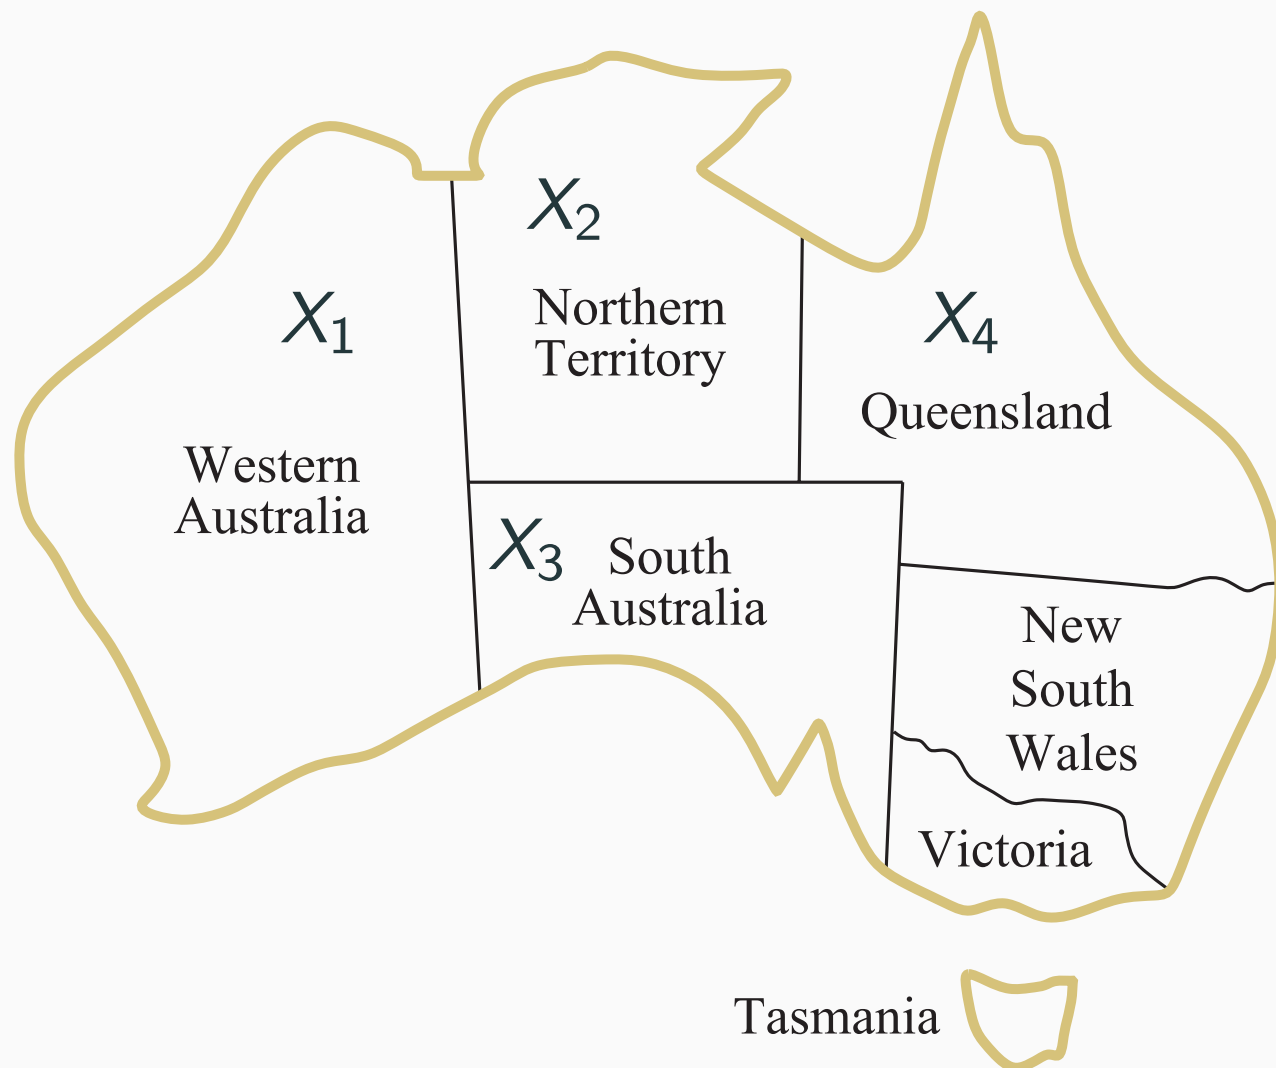 X2
X1
Northern
Territory
X4
Queensland
Western
Australia
X3
South
Australia
New
South
Wales
Victoria
Tasmania